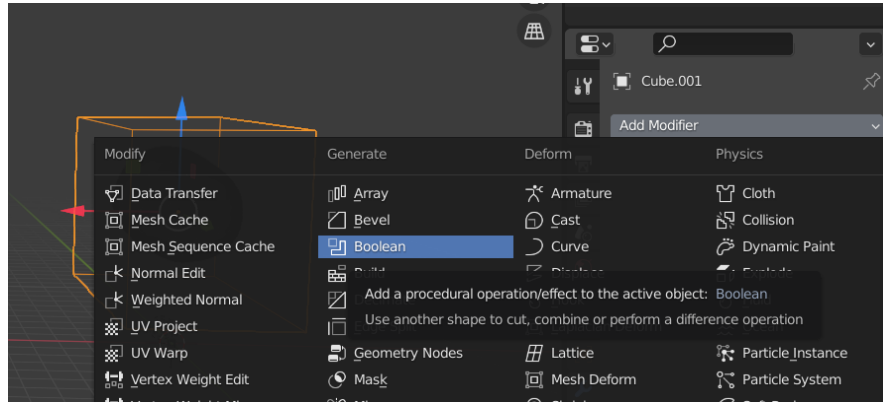 Cube.001
Add Modifier
Modify Generate Deform Physics
Data Transfer Array Armature Cloth
Mesh Cache Bevel Cast Collision
Mesh Sequence Cache Boolean Curve Dynamic Paint
Normal Edit Build Displace Explode
Weighted Normal Add a procedural operation/effect to the active object: Boolean
UV Project Use another shape to cut, combine or perform a difference operation
UV Warp Geometry Nodes Lattice Particle Instance
Vertex Weight Edit Mask Mesh Deform Particle System